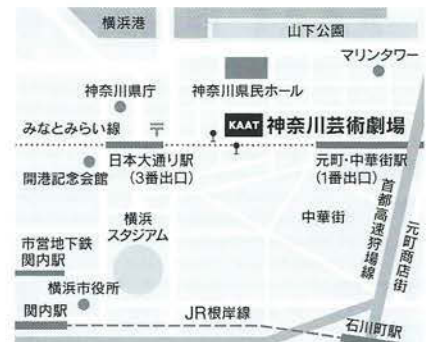 横浜港
山下公園
マリンタワー
神奈川県庁
神奈川県民ホール
みなとみらい線
〒
KAAT 神奈川芸術劇場
日本大通り駅
(3番出口)
元町・中華街駅
(1番出口)
開港記念会館
横浜
スタジアム
中華街
首都高速狩場線
元町商店街
市営地下鉄
関内駅
横浜市役所
関内駅
JR根岸線
石川町駅